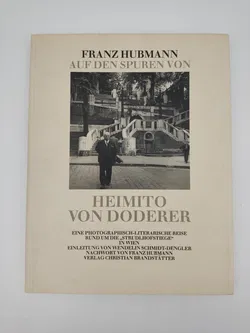 FRANZ HUBMANN
AUF DEN SPUREN VON
HEIMITO
VON DODERER
EINE PHOTOGRAPHISCH-LITERARISCHE REISE
RUND UM DIE „STRUDLHOFSTIEGE“
IN WIEN
EINLEITUNG VON WENDELIN SCHMIDT-DENGLER
NACHWORT VON FRANZ HUBMANN
VERLAG CHRISTIAN BRANDSTÄTTER